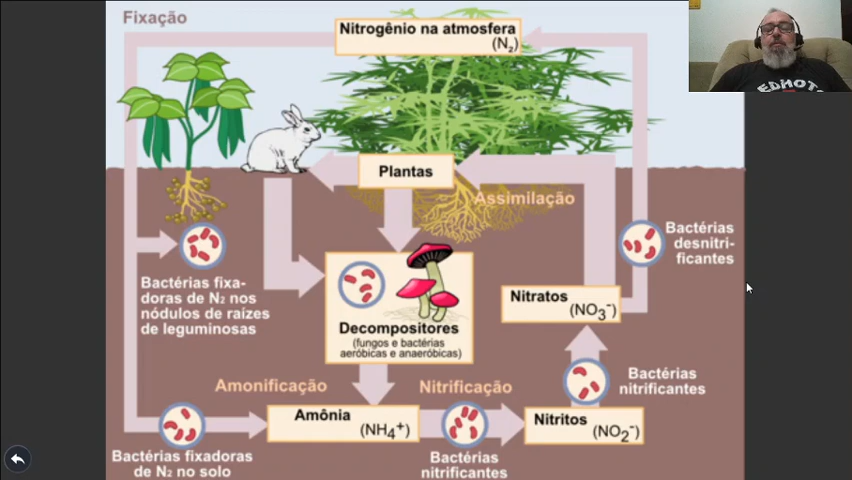 Fixação
Nitrogênio na atmosfera
(N₂)
EDHOT
Plantas
Assimilação
Bactérias
desnitri-
ficantes
Bactérias fixa-
doras de N₂ nos
nódulos de raízes
de leguminosas
Nitratos
(NO₃⁻)
Decompositores
(fungos e bactérias
aeróbicas e anaeróbicas)
Bactérias
nitrificantes
Amonificação
Nitrificação
Amônia
(NH₄⁺)
Nitritos
(NO₂⁻)
Bactérias fixadoras
de N₂ no solo
Bactérias
nitrificantes